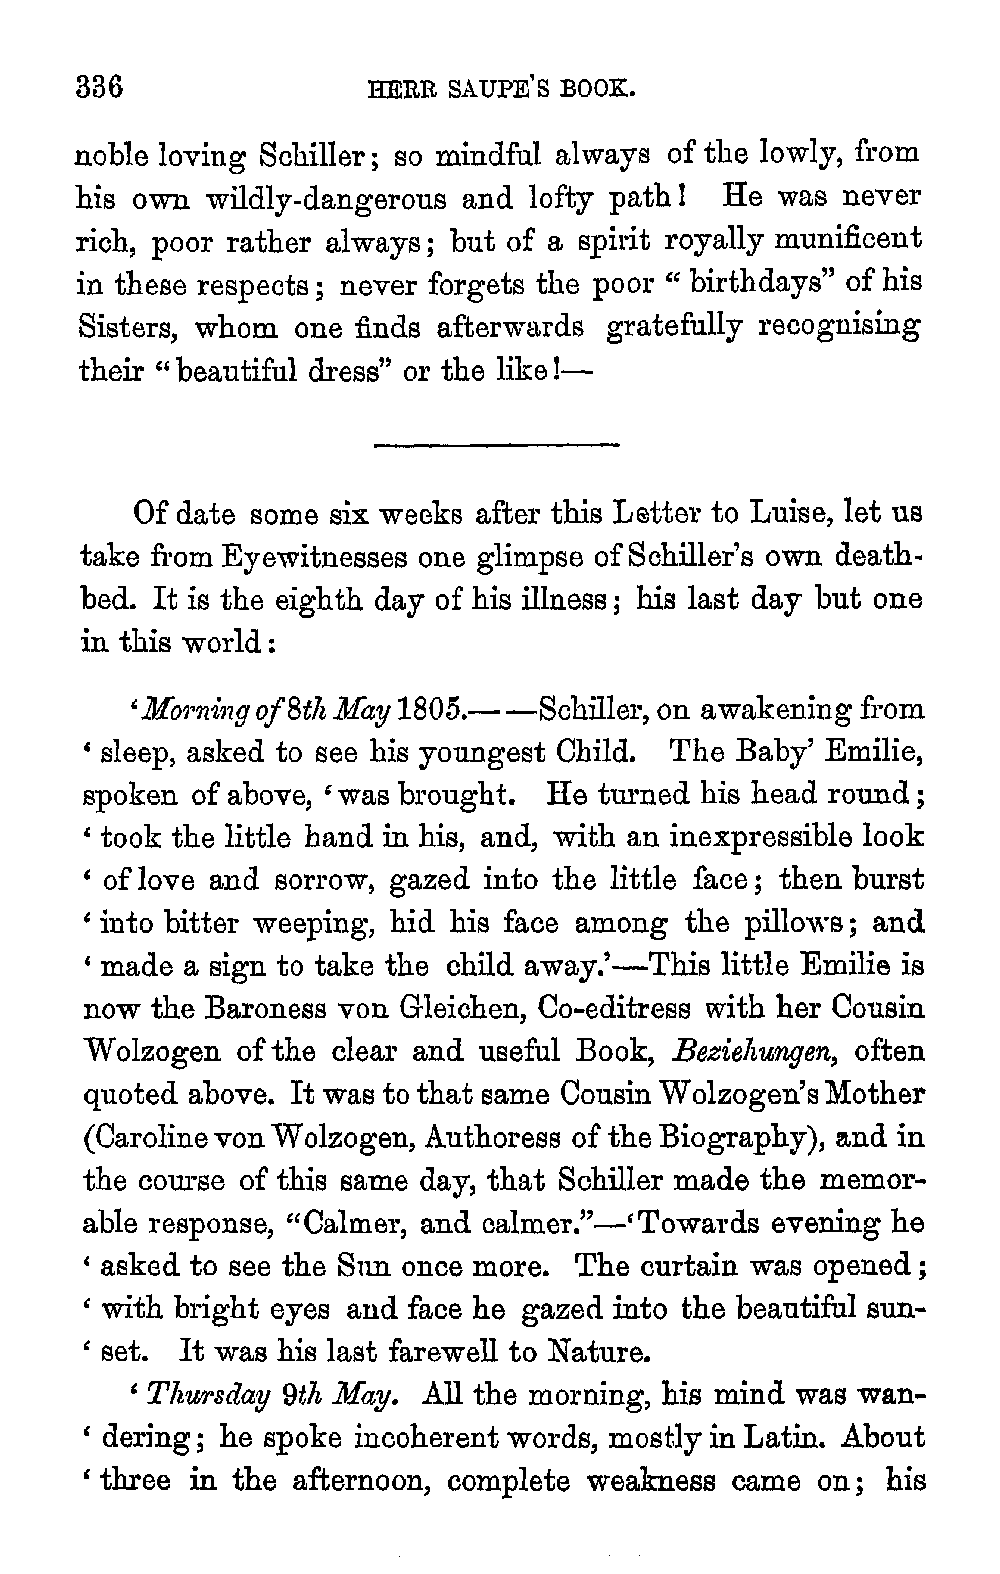 336 HERR SAUPE'S BOOK.
noble loving Schiller; so mindful always of the lowly, from
his own wildly-dangerous and lofty path! He was never
rich, poor rather always; but of a spirit royally munificent
in these respects; never forgets the poor “ birthdays” of his
Sisters, whom one finds afterwards gratefully recognising
their “beautiful dress” or the like!—
Of date some six weeks after this Letter to Luise, let us
take from Eyewitnesses one glimpse of Schiller's own death-
bed. It is the eighth day of his illness; his last day but one
in this world:
‘Morning of 8th May 1805.— —Schiller, on awakening from
‘ sleep, asked to see his youngest Child. The Baby’ Emilie,
spoken of above, ‘was brought. He turned his head round;
‘ took the little hand in his, and, with an inexpressible look
‘ of love and sorrow, gazed into the little face; then burst
‘ into bitter weeping, hid his face among the pillows; and
‘ made a sign to take the child away.’—This little Emilie is
now the Baroness von Gleichen, Co-editress with her Cousin
Wolzogen of the clear and useful Book, Beziehungen, often
quoted above. It was to that same Cousin Wolzogen's Mother
(Caroline von Wolzogen, Authoress of the Biography), and in
the course of this same day, that Schiller made the memor-
able response, “Calmer, and calmer.”—‘Towards evening he
‘ asked to see the Sun once more. The curtain was opened;
‘ with bright eyes and face he gazed into the beautiful sun-
‘ set. It was his last farewell to Nature.
‘ Thursday 9th May. All the morning, his mind was wan-
‘ dering; he spoke incoherent words, mostly in Latin. About
‘ three in the afternoon, complete weakness came on; his